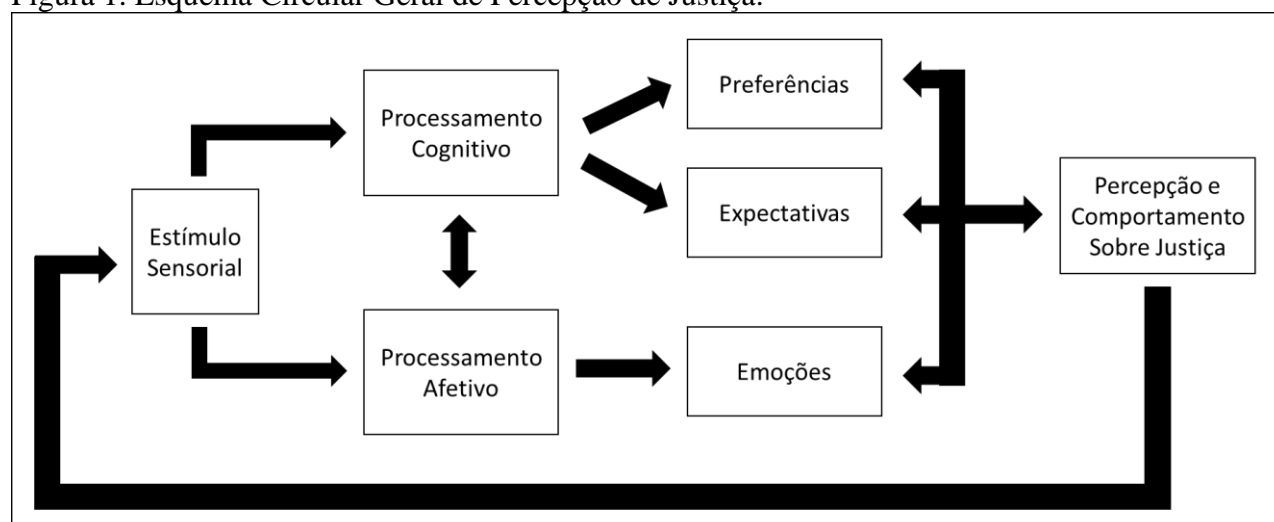 Figura 1. Esquema Circular Geral de Percepção de Justiça.
Preferências
Processamento
Cognitivo
Expectativas
Percepção e
Comportamento
Sobre Justiça
Estímulo
Sensorial
Processamento
Afetivo
Emoções